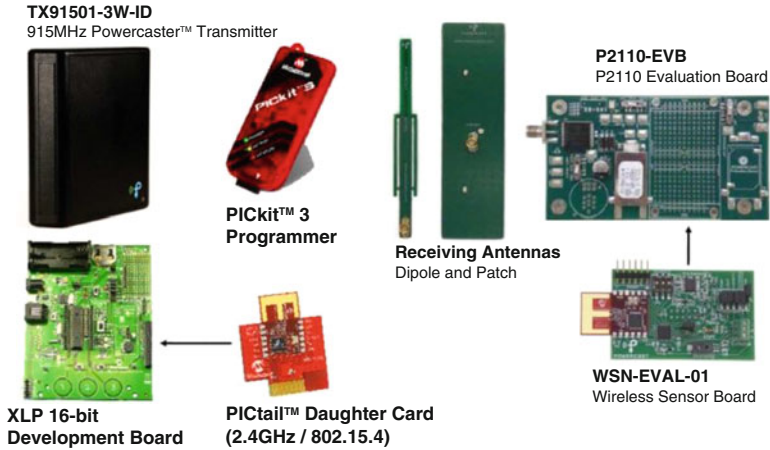 TX91501-3W-ID
915MHz Powercaster™ Transmitter
PICkit™ 3
P2110-EVB
P2110 Evaluation Board
PICkit™ 3
Programmer
Receiving Antennas
Dipole and Patch
WSN-EVAL-01
Wireless Sensor Board
XLP 16-bit
Development Board
PICtail™ Daughter Card
(2.4GHz / 802.15.4)